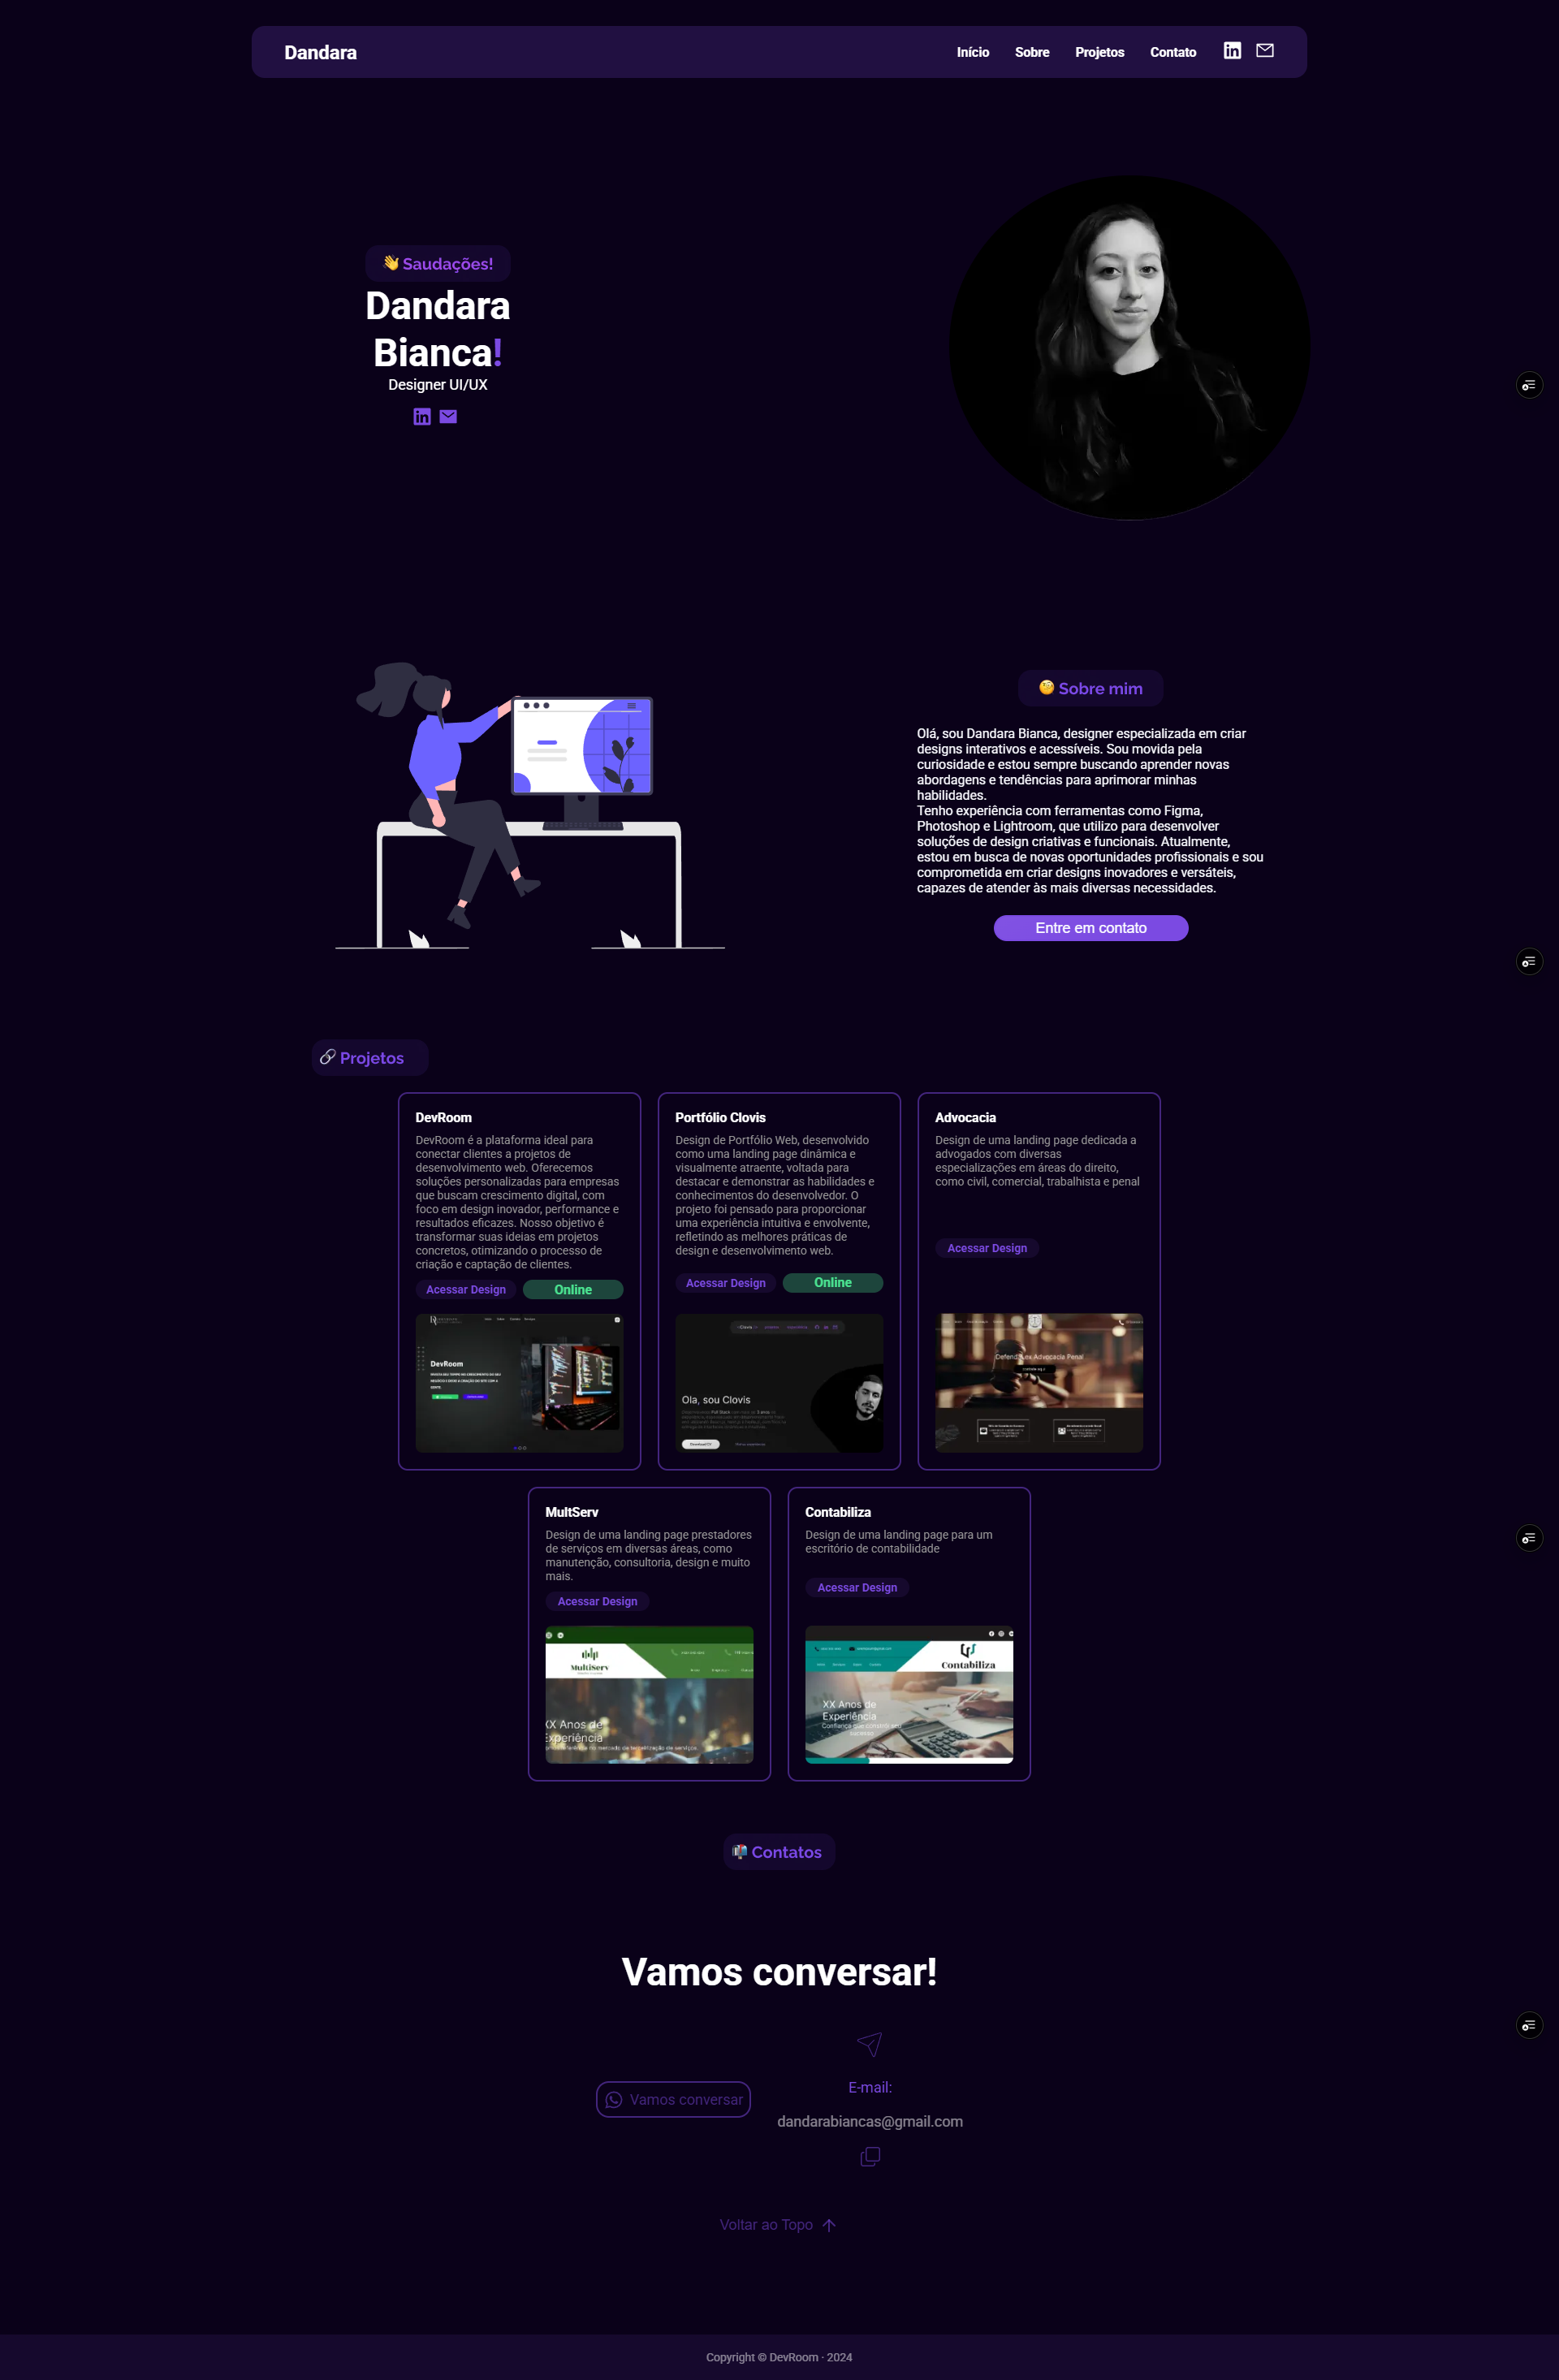 Dandara
Início
Sobre
Projetos
Contato
👋 Saudações!
Dandara
Bianca!
Designer UI/UX
🧐 Sobre mim
Olá, sou Dandara Bianca, designer especializada em criar
designs interativos e acessíveis. Sou movida pela
curiosidade e estou sempre buscando aprender novas
abordagens e tendências para aprimorar minhas
habilidades.
Tenho experiência com ferramentas como Figma,
Photoshop e Lightroom, que utilizo para desenvolver
soluções de design criativas e funcionais. Atualmente,
estou em busca de novas oportunidades profissionais e sou
comprometida em criar designs inovadores e versáteis,
capazes de atender às mais diversas necessidades.
Entre em contato
🔗 Projetos
DevRoom
DevRoom é a plataforma ideal para
conectar clientes a projetos de
desenvolvimento web. Oferecemos
soluções personalizadas para empresas
que buscam crescimento digital, com
foco em design inovador, performance e
resultados eficazes. Nosso objetivo é
transformar suas ideias em projetos
concretos, otimizando o processo de
criação e captação de clientes.
Acessar Design
Online
DevRoom
Portfólio Clovis
Design de Portfólio Web, desenvolvido
como uma landing page dinâmica e
visualmente atraente, voltada para
destacar e demonstrar as habilidades e
conhecimentos do desenvolvedor. O
projeto foi pensado para proporcionar
uma experiência intuitiva e envolvente,
refletindo as melhores práticas de
design e desenvolvimento web.
Acessar Design
Online
Ola, sou Clovis
Advocacia
Design de uma landing page dedicada a
advogados com diversas
especializações em áreas do direito,
como civil, comercial, trabalhista e penal
Acessar Design
Defend Lex Advocacia Penal
MultServ
Design de uma landing page prestadores
de serviços em diversas áreas, como
manutenção, consultoria, design e muito
mais.
Acessar Design
MultiServ
XX Anos de
Experiência
Contabiliza
Design de uma landing page para um
escritório de contabilidade
Acessar Design
Contabiliza
XX Anos de
Experiência
📬 Contatos
Vamos conversar!
Vamos conversar
E-mail:
dandarabiancas@gmail.com
Voltar ao Topo
Copyright © DevRoom · 2024